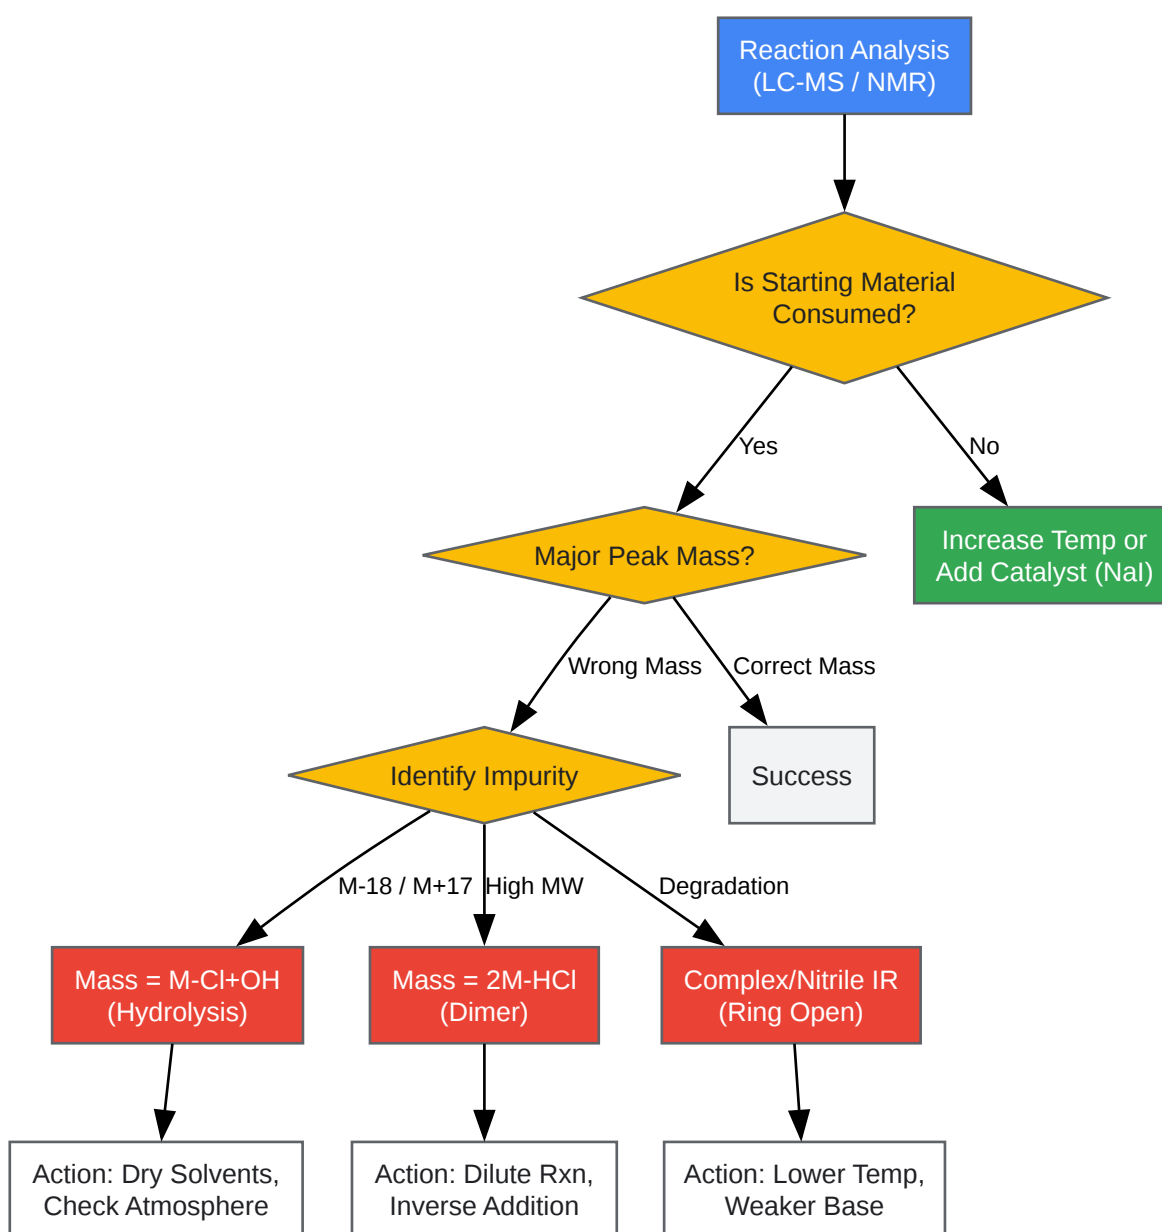 Reaction Analysis
(LC-MS / NMR)
Is Starting Material
Consumed?
Yes
No
Major Peak Mass?
Increase Temp or
Add Catalyst (NaI)
Wrong Mass
Correct Mass
Identify Impurity
Success
M-18 / M+17
High MW
Degradation
Mass = M-Cl+OH
(Hydrolysis)
Mass = 2M-HCl
(Dimer)
Complex/Nitrile IR
(Ring Open)
Action: Dry Solvents,
Check Atmosphere
Action: Dilute Rxn,
Inverse Addition
Action: Lower Temp,
Weaker Base